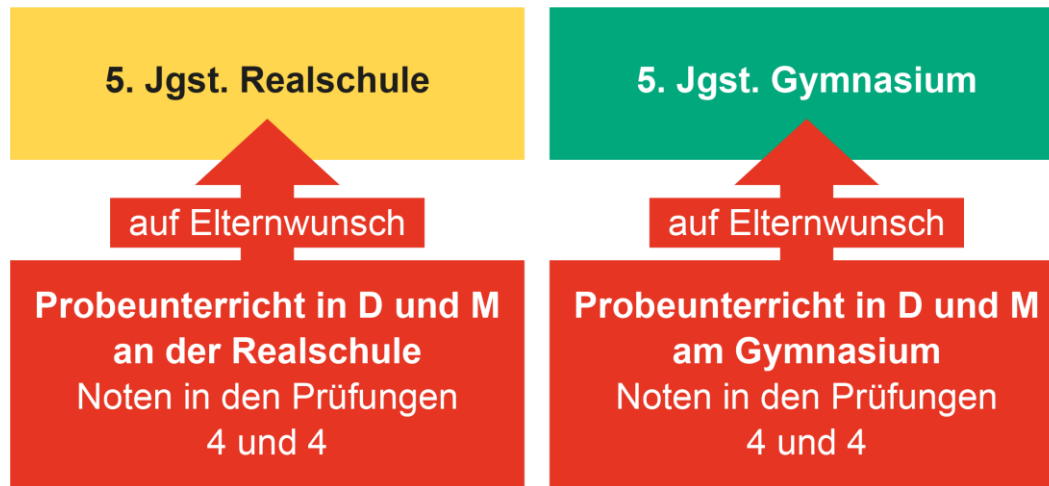 5. Jgst. Realschule
auf Elternwunsch
Probeunterricht in D und M
an der Realschule
Noten in den Prüfungen
4 und 4
5. Jgst. Gymnasium
auf Elternwunsch
Probeunterricht in D und M
am Gymnasium
Noten in den Prüfungen
4 und 4